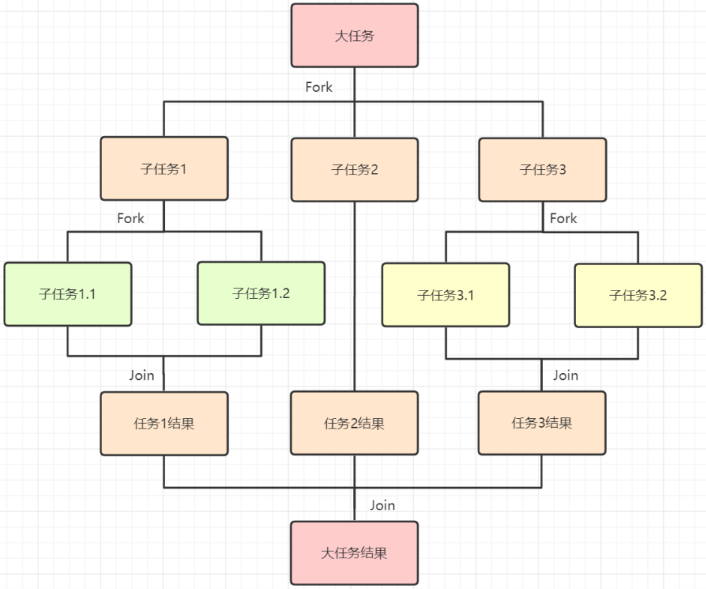 大任务
Fork
子任务1
子任务2
子任务3
Fork
Fork
子任务1.1
子任务1.2
子任务3.1
子任务3.2
Join
Join
任务1结果
任务2结果
任务3结果
Join
大任务结果